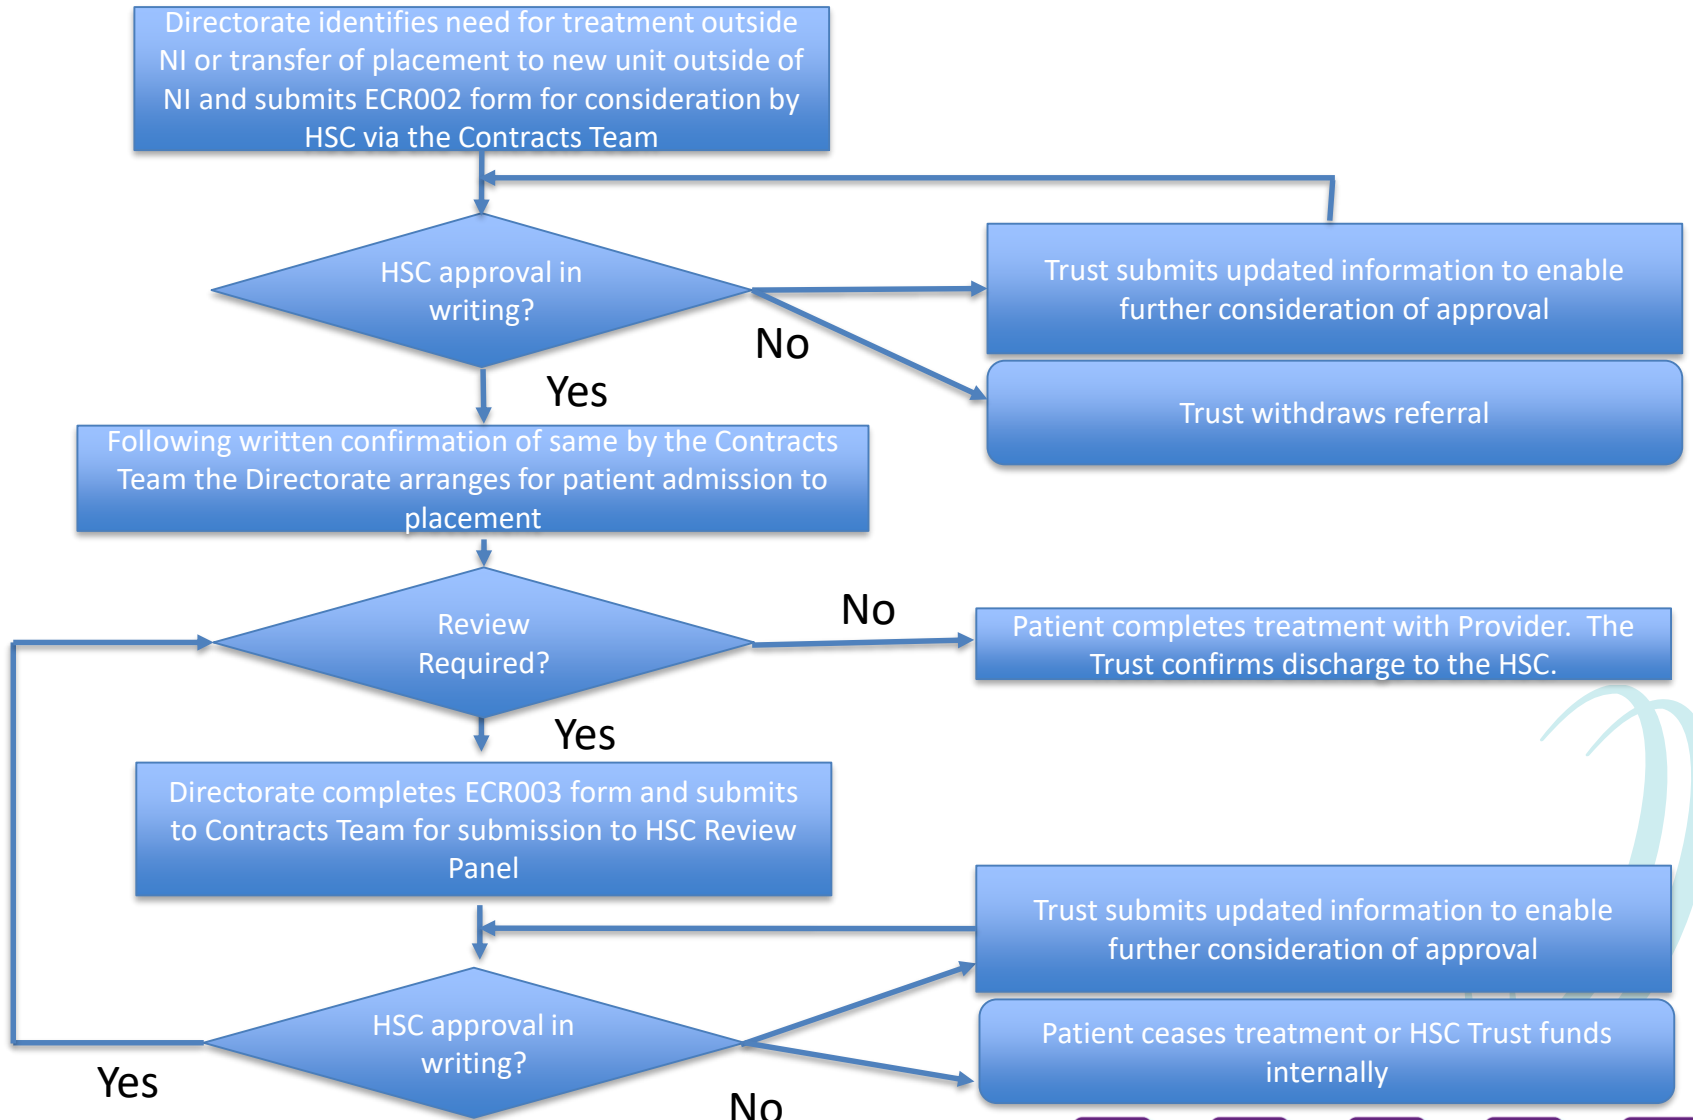 Directorate identifies need for treatment outside
NI or transfer of placement to new unit outside of
NI and submits ECR002 form for consideration by
HSC via the Contracts Team
HSC approval in
writing?
Trust submits updated information to enable
further consideration of approval
No
Trust withdraws referral
Yes
Following written confirmation of same by the Contracts
Team the Directorate arranges for patient admission to
placement
Review
Required?
No
Patient completes treatment with Provider.  The
Trust confirms discharge to the HSC.
Yes
Directorate completes ECR003 form and submits
to Contracts Team for submission to HSC Review
Panel
Trust submits updated information to enable
further consideration of approval
HSC approval in
writing?
Patient ceases treatment or HSC Trust funds
internally
Yes
No